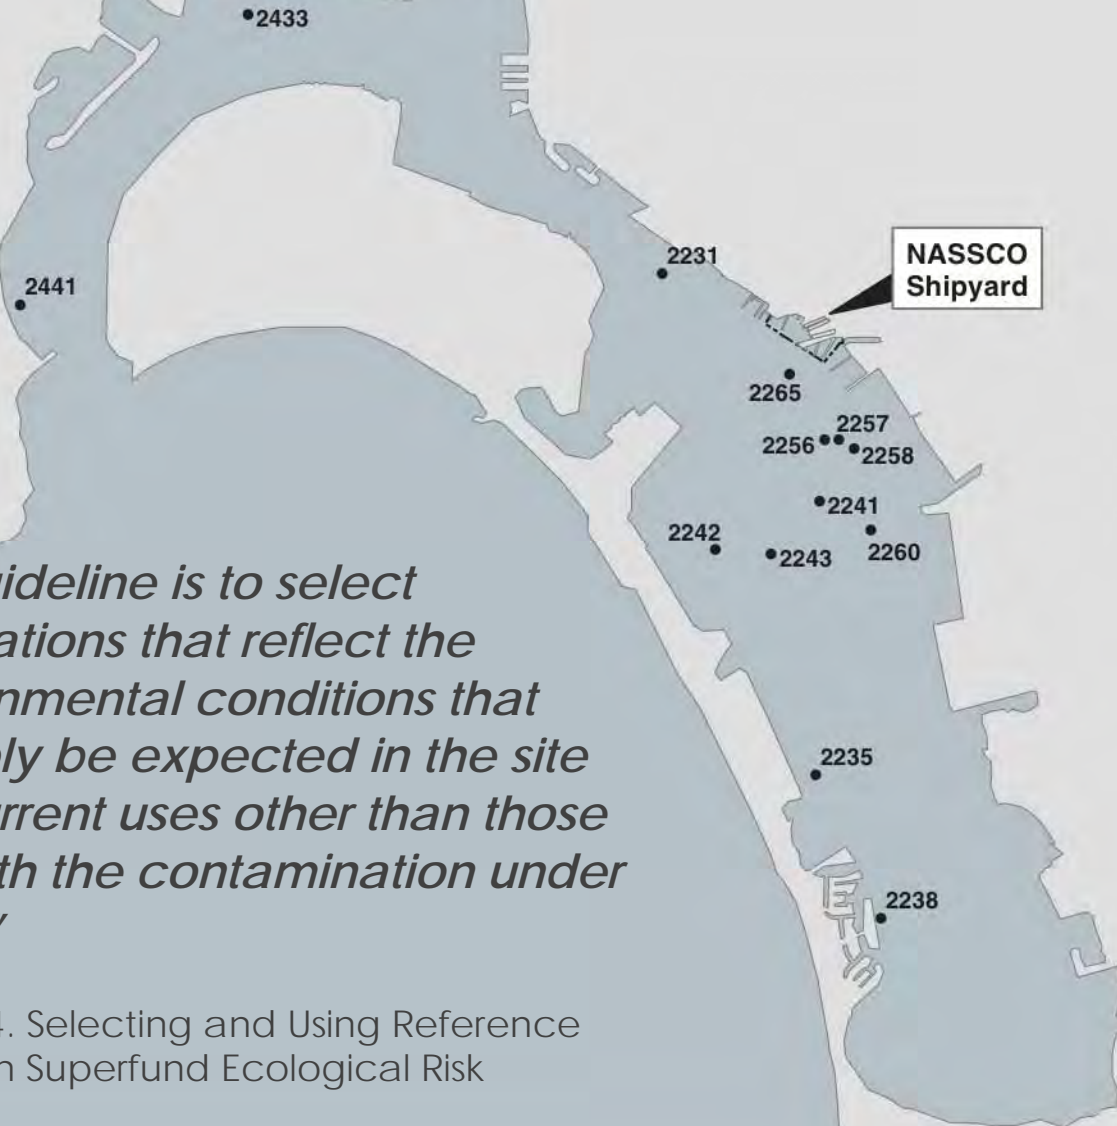 2433
2231
NASSCO
Shipyard
2441
2265
2257
2256
2258
2241
2242
2243
2260
uideline is to select
ations that reflect the
nmental conditions that
ly be expected in the site
rrent uses other than those
th the contamination under
2235
2238
4. Selecting and Using Reference
n Superfund Ecological Risk